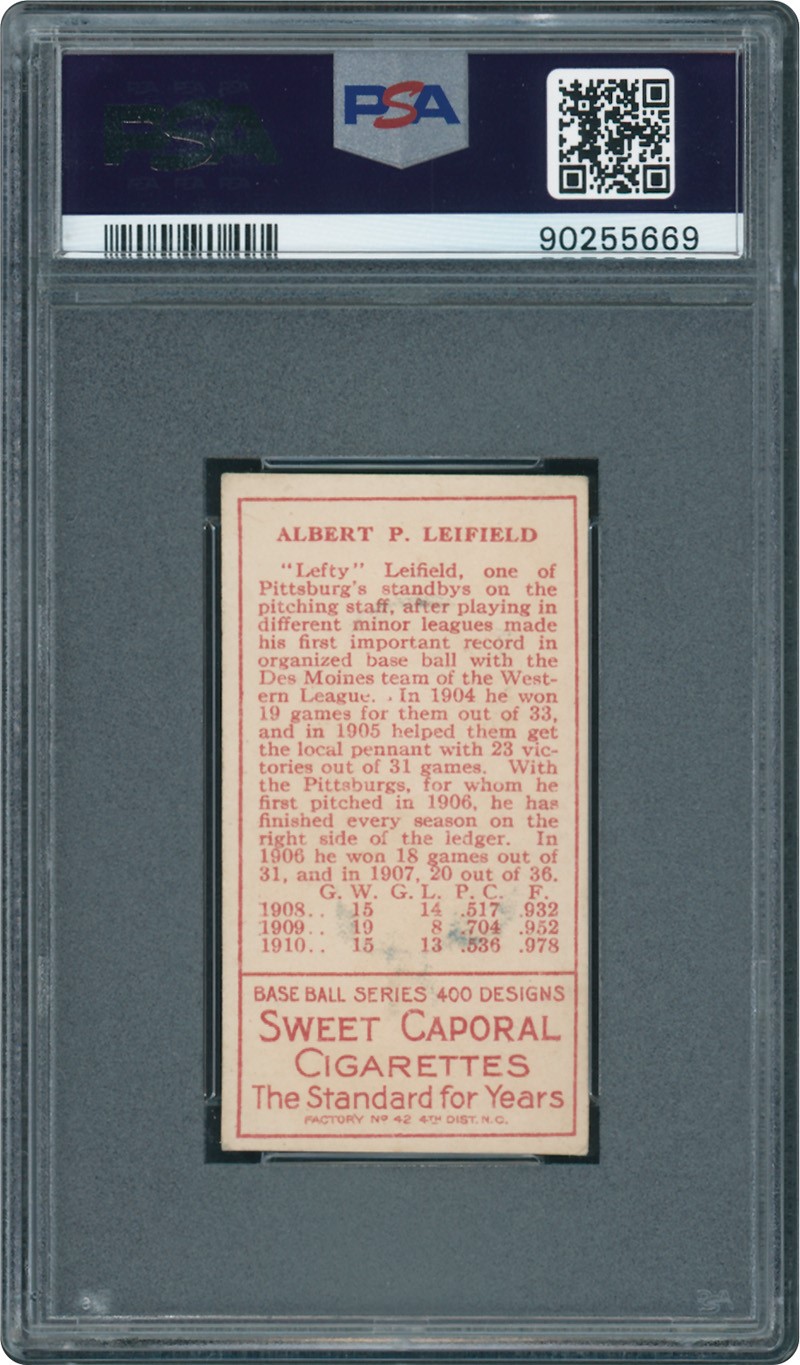 PSA
PSA
90255669
ALBERT P. LEIFIELD
"Lefty" Leifield, one of
Pittsburg's standbys on the
pitching staff, after playing in
different minor leagues made
his first important record in
organized base ball with the
Des Moines team of the West-
ern League. In 1904 he won
19 games for them out of 33,
and in 1905 helped them get
the local pennant with 23 vic-
tories out of 31 games. With
the Pittsburgs, for whom he
first pitched in 1906, he has
finished every season on the
right side of the ledger. In
1906 he won 18 games out of
31, and in 1907, 20 out of 36.
G. W. G. L. P. C. F.
1908.. 15 14 .517 .932
1909.. 19 8 .704 .952
1910.. 15 13 .536 .978
BASE BALL SERIES 400 DESIGNS
SWEET CAPORAL
CIGARETTES
The Standard for Years
FACTORY Nº 42 4TH DIST. N.C.
PSA